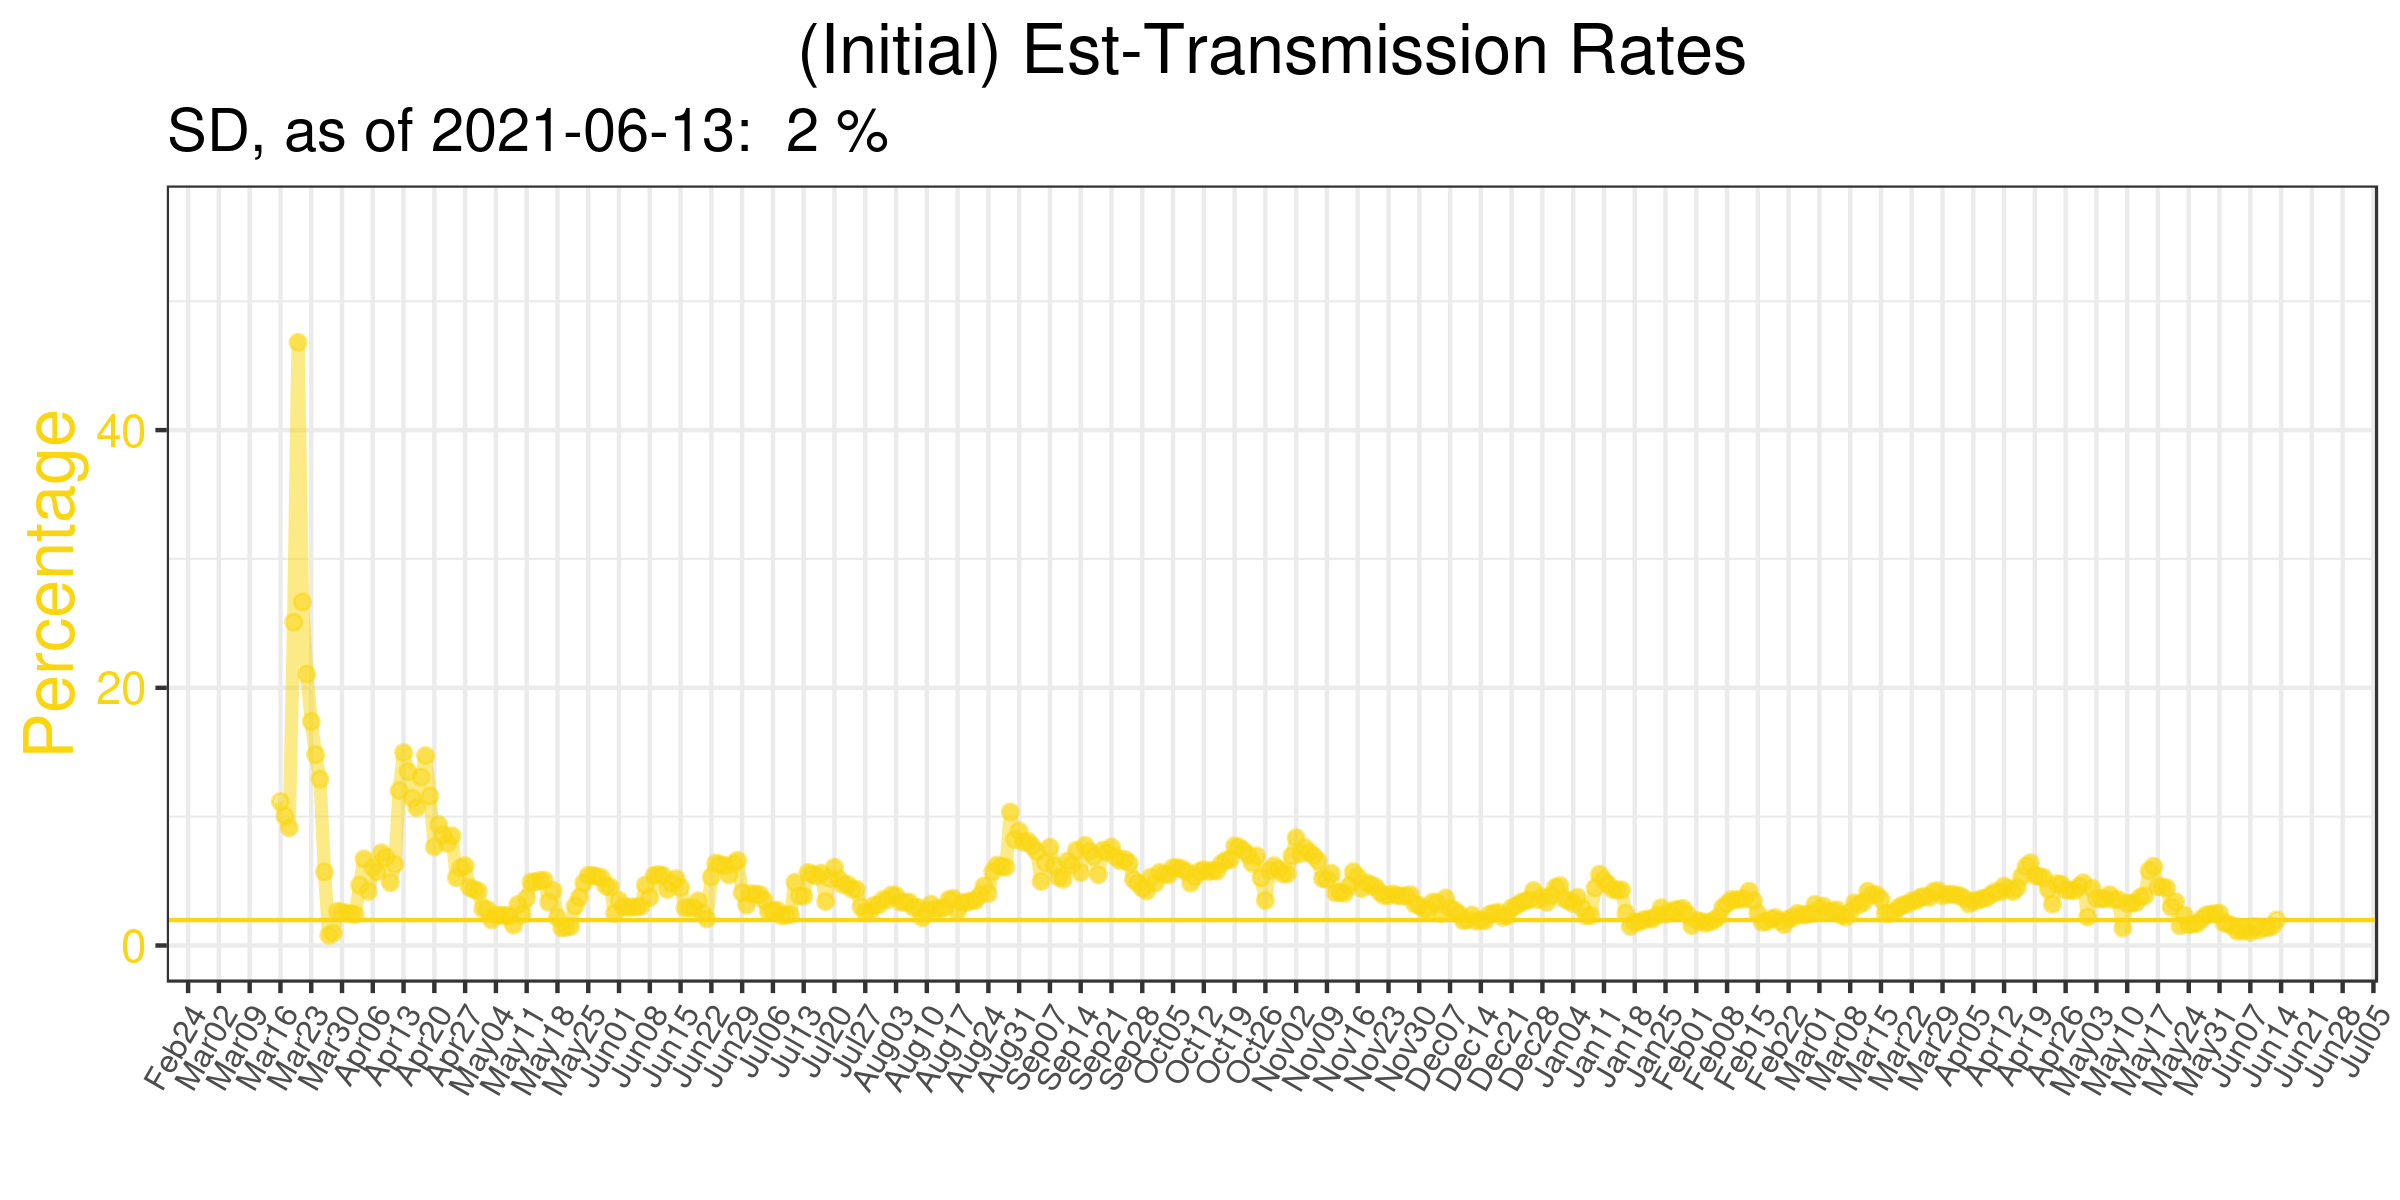 (Initial) Est-Transmission Rates
SD, as of 2021-06-13:  2 %
Percentage
40
20
0
Feb24
Mar02
Mar09
Mar16
Mar23
Mar30
Apr06
Apr13
Apr20
Apr27
May04
May11
May18
May25
Jun01
Jun08
Jun15
Jun22
Jun29
Jul06
Jul13
Jul20
Jul27
Aug03
Aug10
Aug17
Aug24
Aug31
Sep07
Sep14
Sep21
Sep28
Oct05
Oct12
Oct19
Oct26
Nov02
Nov09
Nov16
Nov23
Nov30
Dec07
Dec14
Dec21
Dec28
Jan04
Jan11
Jan18
Jan25
Feb01
Feb08
Feb15
Feb22
Mar01
Mar08
Mar15
Mar22
Mar29
Apr05
Apr12
Apr19
Apr26
May03
May10
May17
May24
May31
Jun07
Jun14
Jun21
Jun28
Jul05